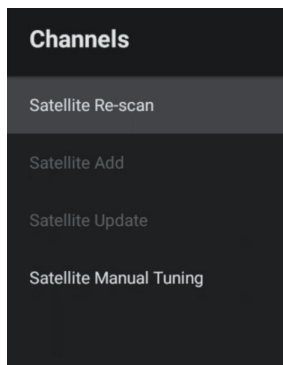 Channels
Satellite Re-scan
Satellite Add
Satellite Update
Satellite Manual Tuning